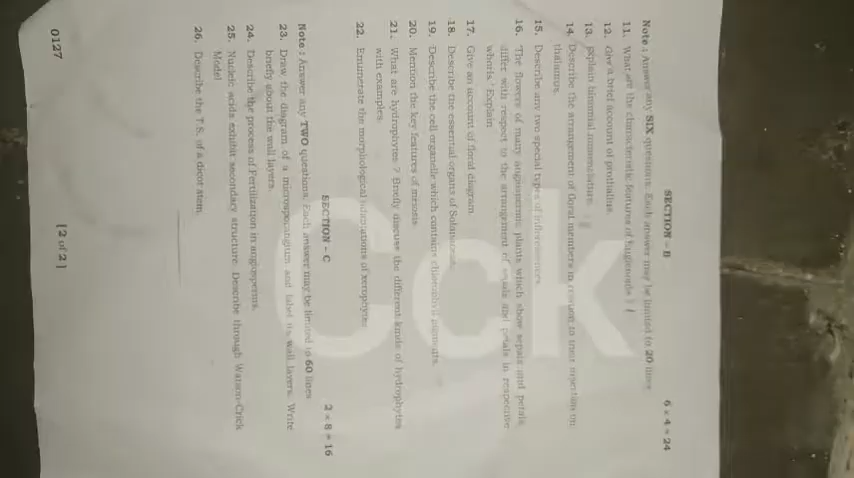 SECTION - B
6 × 4 = 24
Note : Answer any SIX questions. Each answer may be limited to 20 lines
11. What are the characteristic features of Euglenoids ?
12. Give a brief account of prothallus.
13. Explain binomial nomenclature.
14. Describe the arrangement of floral members in relation to their insertion on
thalamus.
15. Describe any two special types of inflorescences.
16. The flowers of many angiospermic plants which show sepals and petals
differ with respect to the arrangement of sepals and petals in respective
whorls. Explain
17. Give an account of floral diagram
18. Describe the essential organs of Solanaceae.
19. Describe the cell organelle which contains chlorophyll pigments.
20. Mention the key features of meiosis
21. What are hydrophytes ? Briefly discuss the different kinds of hydrophytes
with examples.
22. Enumerate the morphological adaptations of xerophytes.
SECTION - C
2 × 8 = 16
Note : Answer any TWO questions. Each answer may be limited to 60 lines
23. Draw the diagram of a microsporangium and label its wall layers. Write
briefly about the wall layers.
24. Describe the process of Fertilization in angiosperms.
25. Nucleic acids exhibit secondary structure. Describe through Watson-Crick
Model
26. Describe the T.S. of a dicot stem.
0127
[2 of 2]
Cck